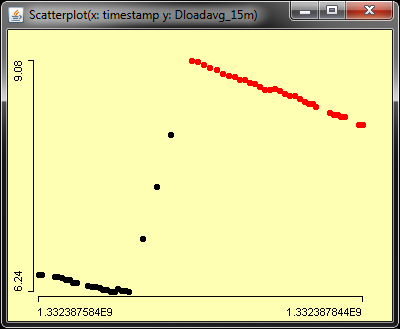 Scatterplot(x: timestamp y: Dloadavg_15m)
9.08
6.24
1.332387584E9
1.332387844E9